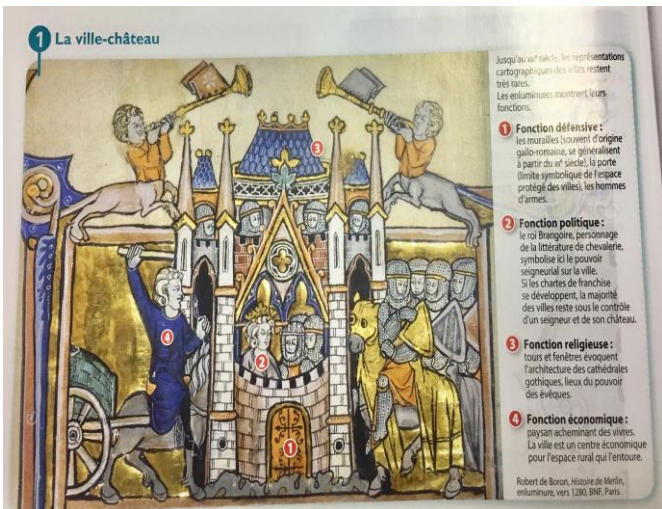 1 La ville-château
Jusqu'au XIIIe siècle, les représentations
cartographiques des villes restent
très rares.
Les enluminures montrent leurs
fonctions.
1 Fonction défensive :
les murailles (souvent d'origine
gallo-romaine, se généralisent
à partir du XIIe siècle), la porte
(limite symbolique de l'espace
protégé des villes), les hommes
d'armes.
2 Fonction politique :
le roi Brangoire, personnage
de la littérature de chevalerie,
symbolise ici le pouvoir
seigneurial sur la ville.
Si les chartes de franchise
se développent, la majorité
des villes reste sous le contrôle
d'un seigneur et de son château.
3 Fonction religieuse :
tours et fenêtres évoquent
l'architecture des cathédrales
gothiques, lieux du pouvoir
des évêques.
4 Fonction économique :
paysan acheminant des vivres.
La ville est un centre économique
pour l'espace rural qui l'entoure.
Robert de Boron, Histoire de Merlin,
enluminure, vers 1280, BNF, Paris.
3
4
2
1